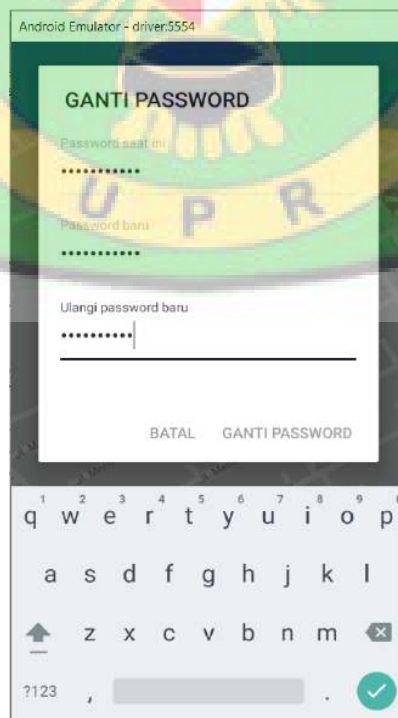 Android Emulator - driver:5554
GANTI PASSWORD
Password saat ini
•••••••••••
U P R
Password baru
•••••••••••
Ulangi password baru
••••••••••
BATAL GANTI PASSWORD
1 2 3 4 5 6 7 8 9 0
q w e r t y u i o p
a s d f g h j k l
z x c v b n m
?123 , .